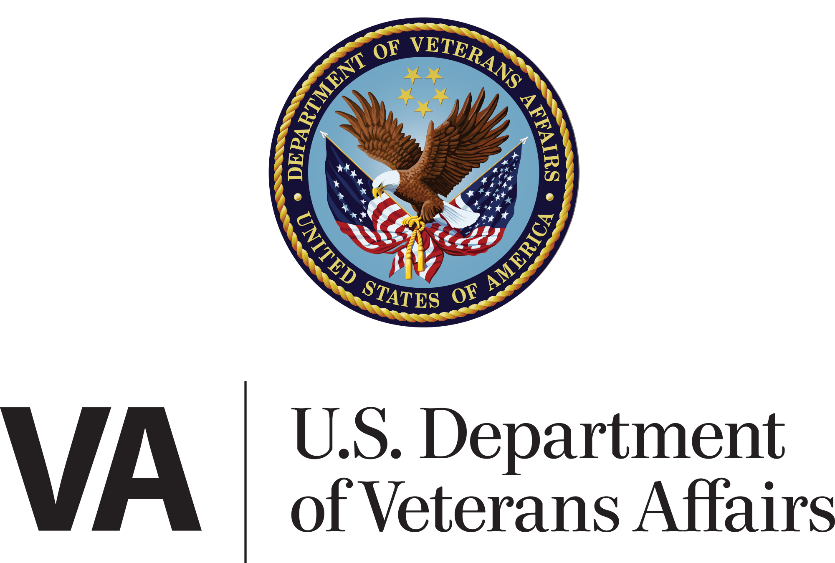 DEPARTMENT OF VETERANS AFFAIRS
UNITED STATES OF AMERICA
VA
U.S. Department
of Veterans Affairs